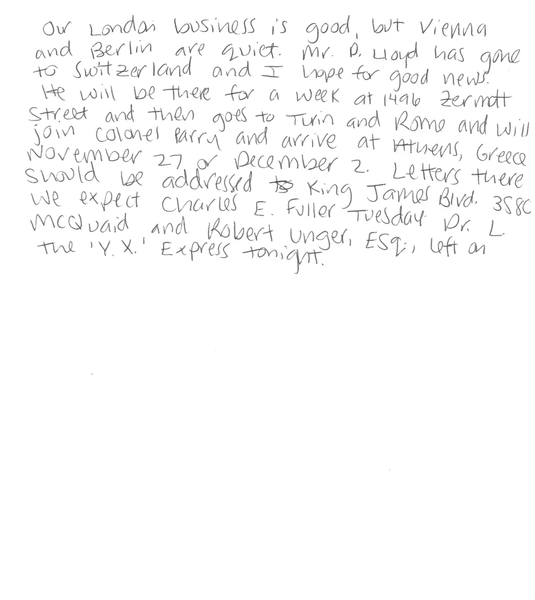 Our London business is good, but Vienna
and Berlin are quiet. Mr. D. Lloyd has gone
to Switzerland and I hope for good news.
He will be there for a week at 1496 Zermott
Street and then goes to Turin and Rome and will
join Colonel Parry and arrive at Athens, Greece
November 27 or December 2. Letters there
should be addressed to King James Blvd. 3580
We expect Charles E. Fuller Tuesday. Dr. L.
McQuaid and Robert Unger, Esq., left on
the 'Y.X.' Express tonight.